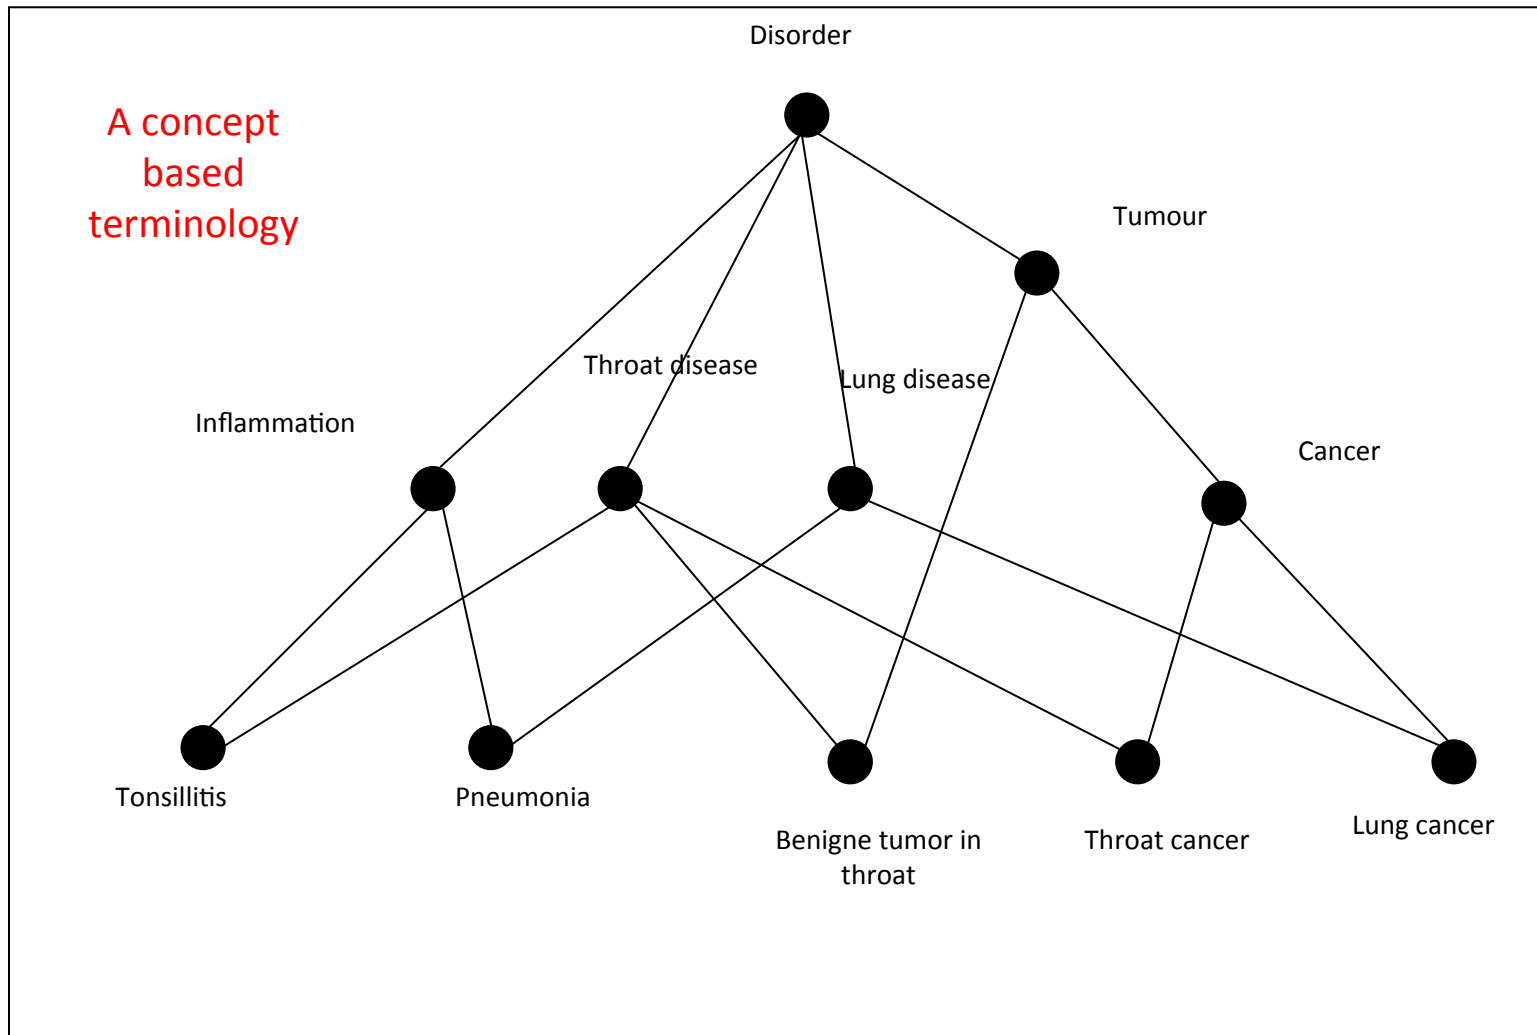 Disorder
A concept
based
terminology
Tumour
Throat disease
Lung disease
Inflammation
Cancer
Tonsillitis
Pneumonia
Benigne tumor in
throat
Throat cancer
Lung cancer